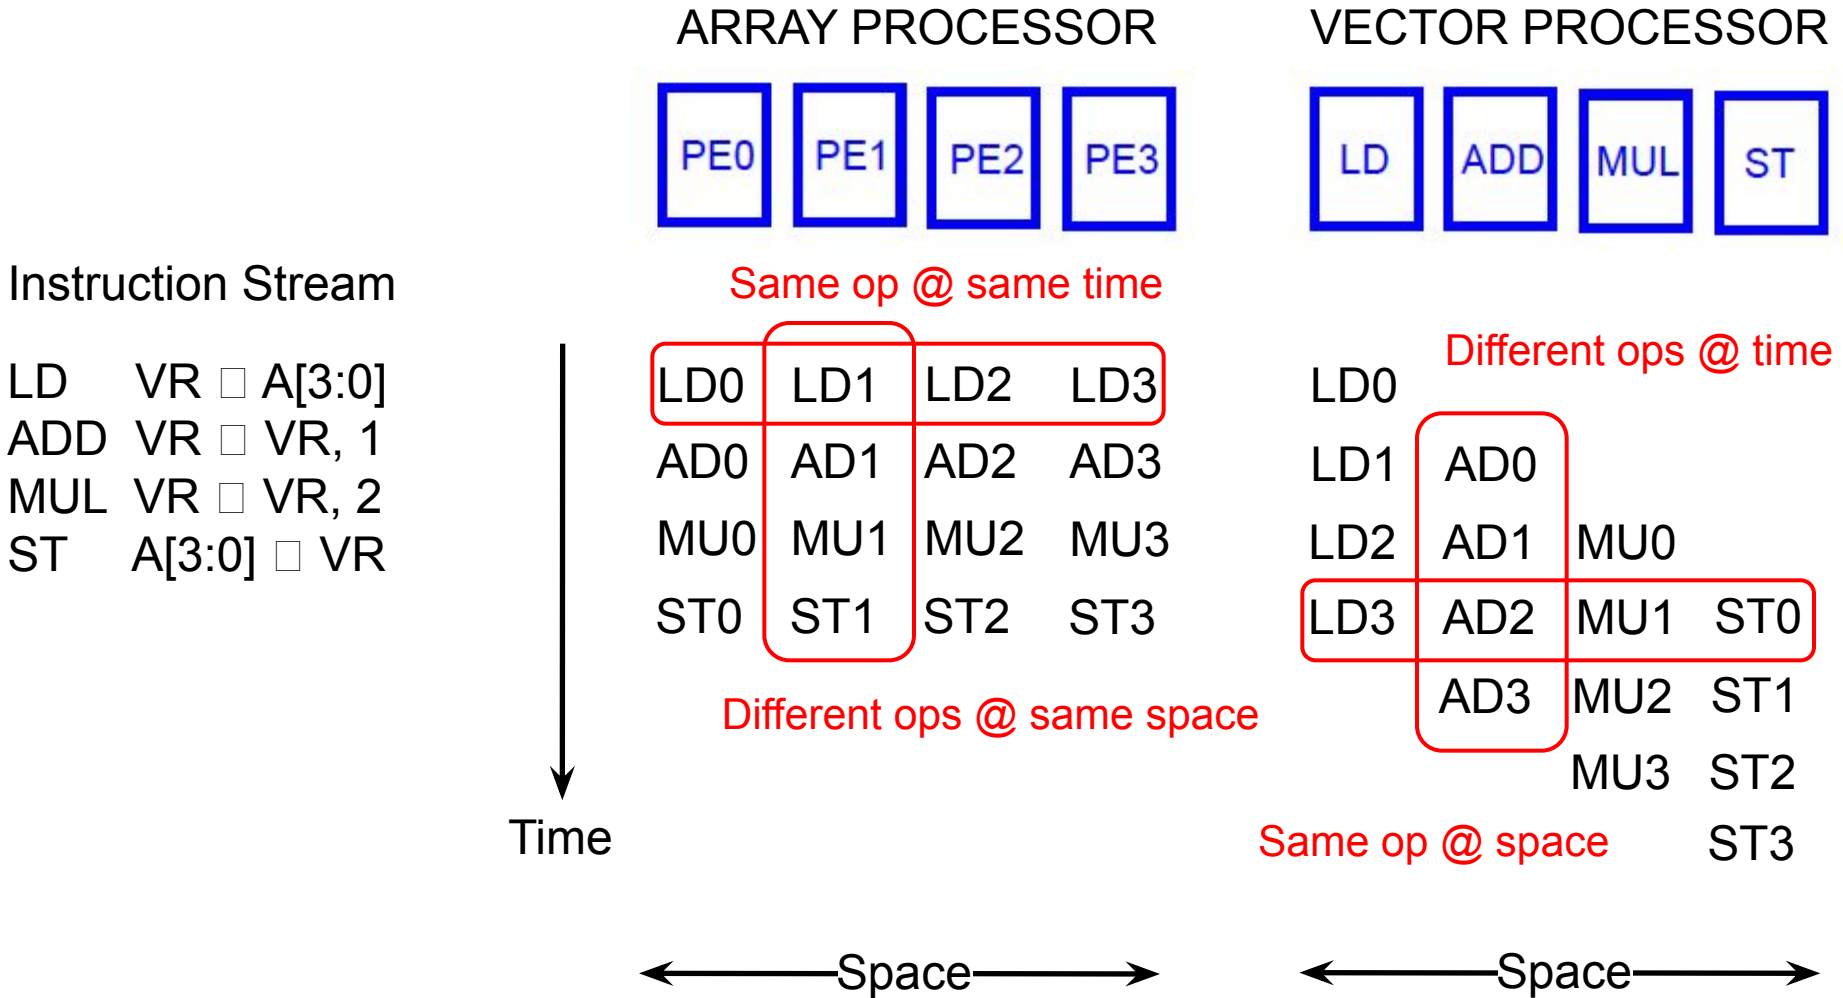 ARRAY PROCESSOR VECTOR PROCESSOR
PE0 PE1 PE2 PE3 LD ADD MUL ST
Instruction Stream
Same op @ same time
Different ops @ time
LD VR □ A[3:0]
ADD VR □ VR, 1
MUL VR □ VR, 2
ST A[3:0] □ VR
LD0 LD1 LD2 LD3
AD0 AD1 AD2 AD3
MU0 MU1 MU2 MU3
ST0 ST1 ST2 ST3
Different ops @ same space
LD0
LD1 AD0
LD2 AD1 MU0
LD3 AD2 MU1 ST0
AD3 MU2 ST1
MU3 ST2
ST3
Same op @ space
Time
Space Space